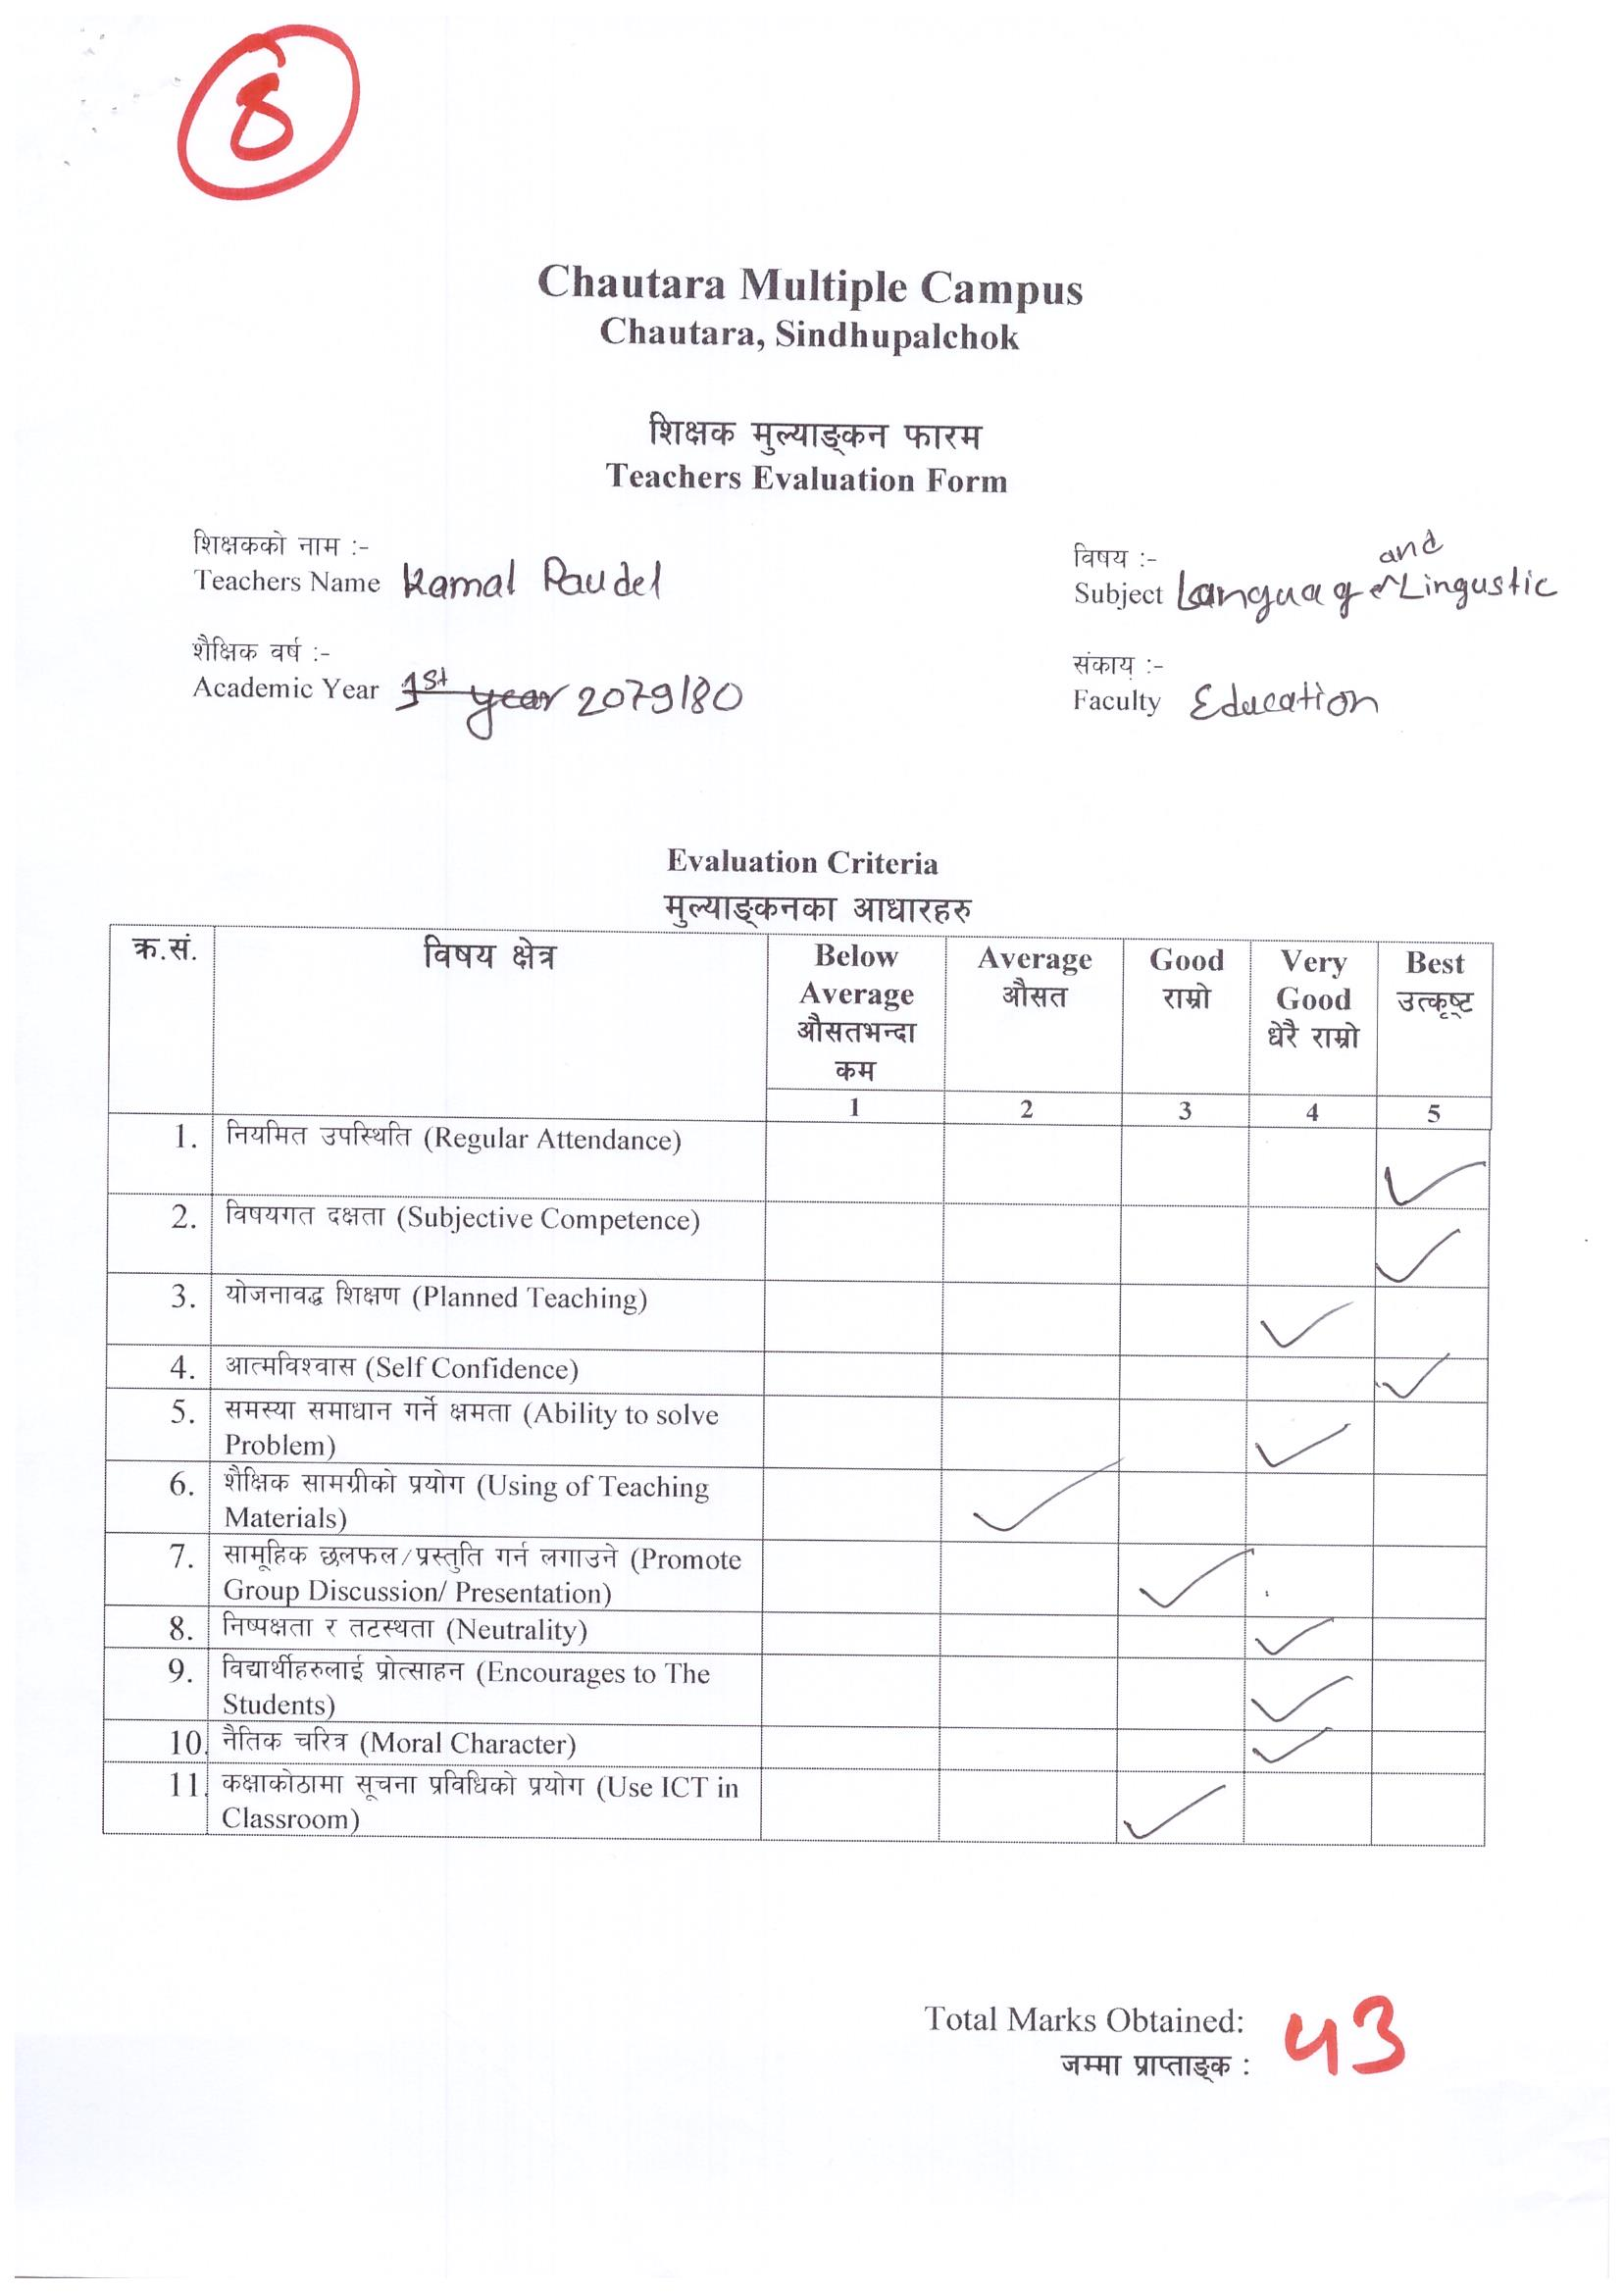 8
Chautara Multiple Campus
Chautara, Sindhupalchok
शिक्षक मुल्याङ्कन फारम
Teachers Evaluation Form
शिक्षकको नाम :-
Teachers Name Kamal Paudel
विषय :-
Subject Language and Lingustic
शैक्षिक वर्ष :-
Academic Year 1st year 2079/80
संकाय :-
Faculty Education
Evaluation Criteria
मुल्याङ्कनका आधारहरु
क्र.सं. विषय क्षेत्र Below Average औसतभन्दा कम Average औसत Good राम्रो Very Good धेरै राम्रो Best उत्कृष्ट
1 2 3 4 5
1. नियमित उपस्थिति (Regular Attendance) ✓
2. विषयगत दक्षता (Subjective Competence) ✓
3. योजनावद्ध शिक्षण (Planned Teaching) ✓
4. आत्मविश्वास (Self Confidence) ✓
5. समस्या समाधान गर्ने क्षमता (Ability to solve
Problem) ✓
6. शैक्षिक सामग्रीको प्रयोग (Using of Teaching
Materials) ✓
7. सामूहिक छलफल/प्रस्तुति गर्न लगाउने (Promote
Group Discussion/ Presentation) ✓
8. निष्पक्षता र तटस्थता (Neutrality) ✓
9. विद्यार्थीहरुलाई प्रोत्साहन (Encourages to The
Students) ✓
10. नैतिक चरित्र (Moral Character) ✓
11. कक्षाकोठामा सूचना प्रविधिको प्रयोग (Use ICT in
Classroom) ✓
Total Marks Obtained: 43
जम्मा प्राप्ताङ्क :